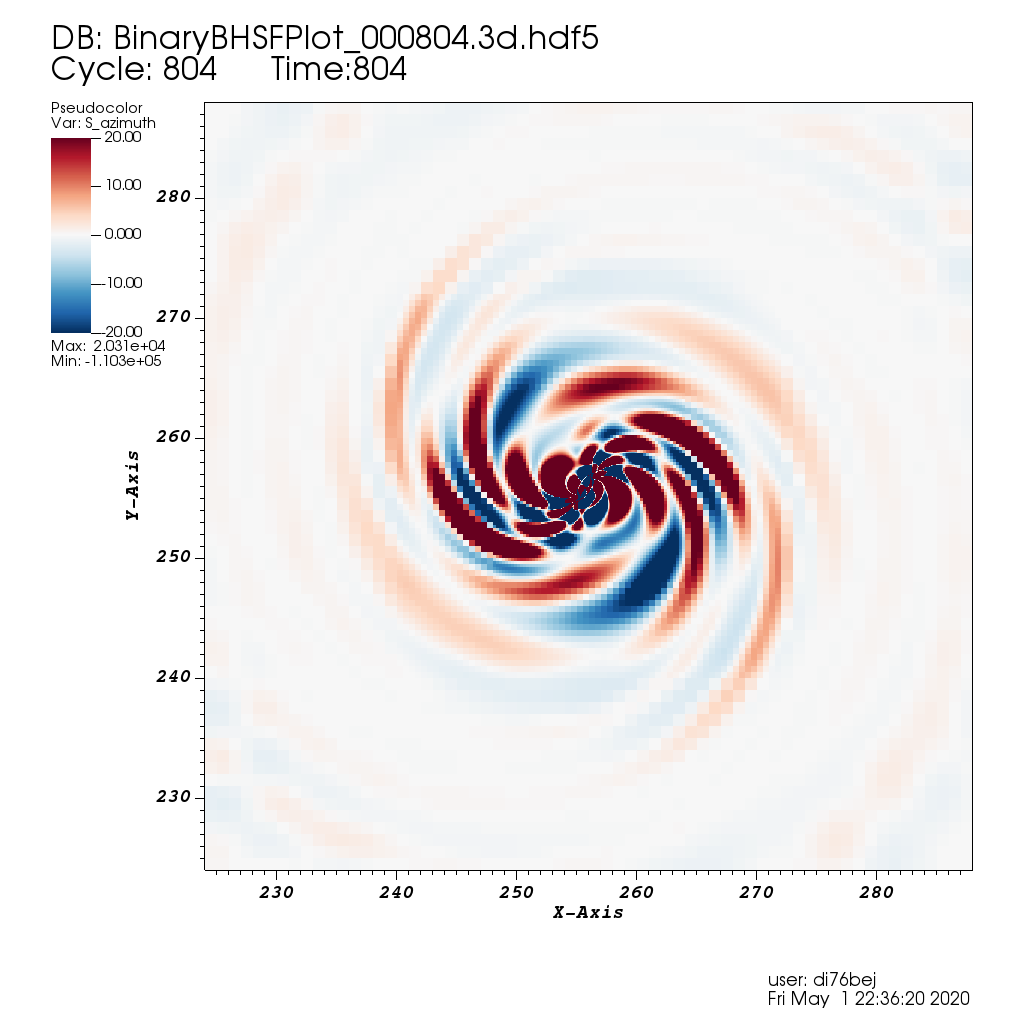 DB: BinaryBHSFPlot_000804.3d.hdf5
Cycle: 804 Time:804
Pseudocolor
Var: S_azimuth
20.00
10.00
0.000
-10.00
-20.00
Max: 2.031e+04
Min: -1.103e+05
280
270
260
250
240
230
Y-Axis
230 240 250 260 270 280
X-Axis
user: di76bej
Fri May 1 22:36:20 2020